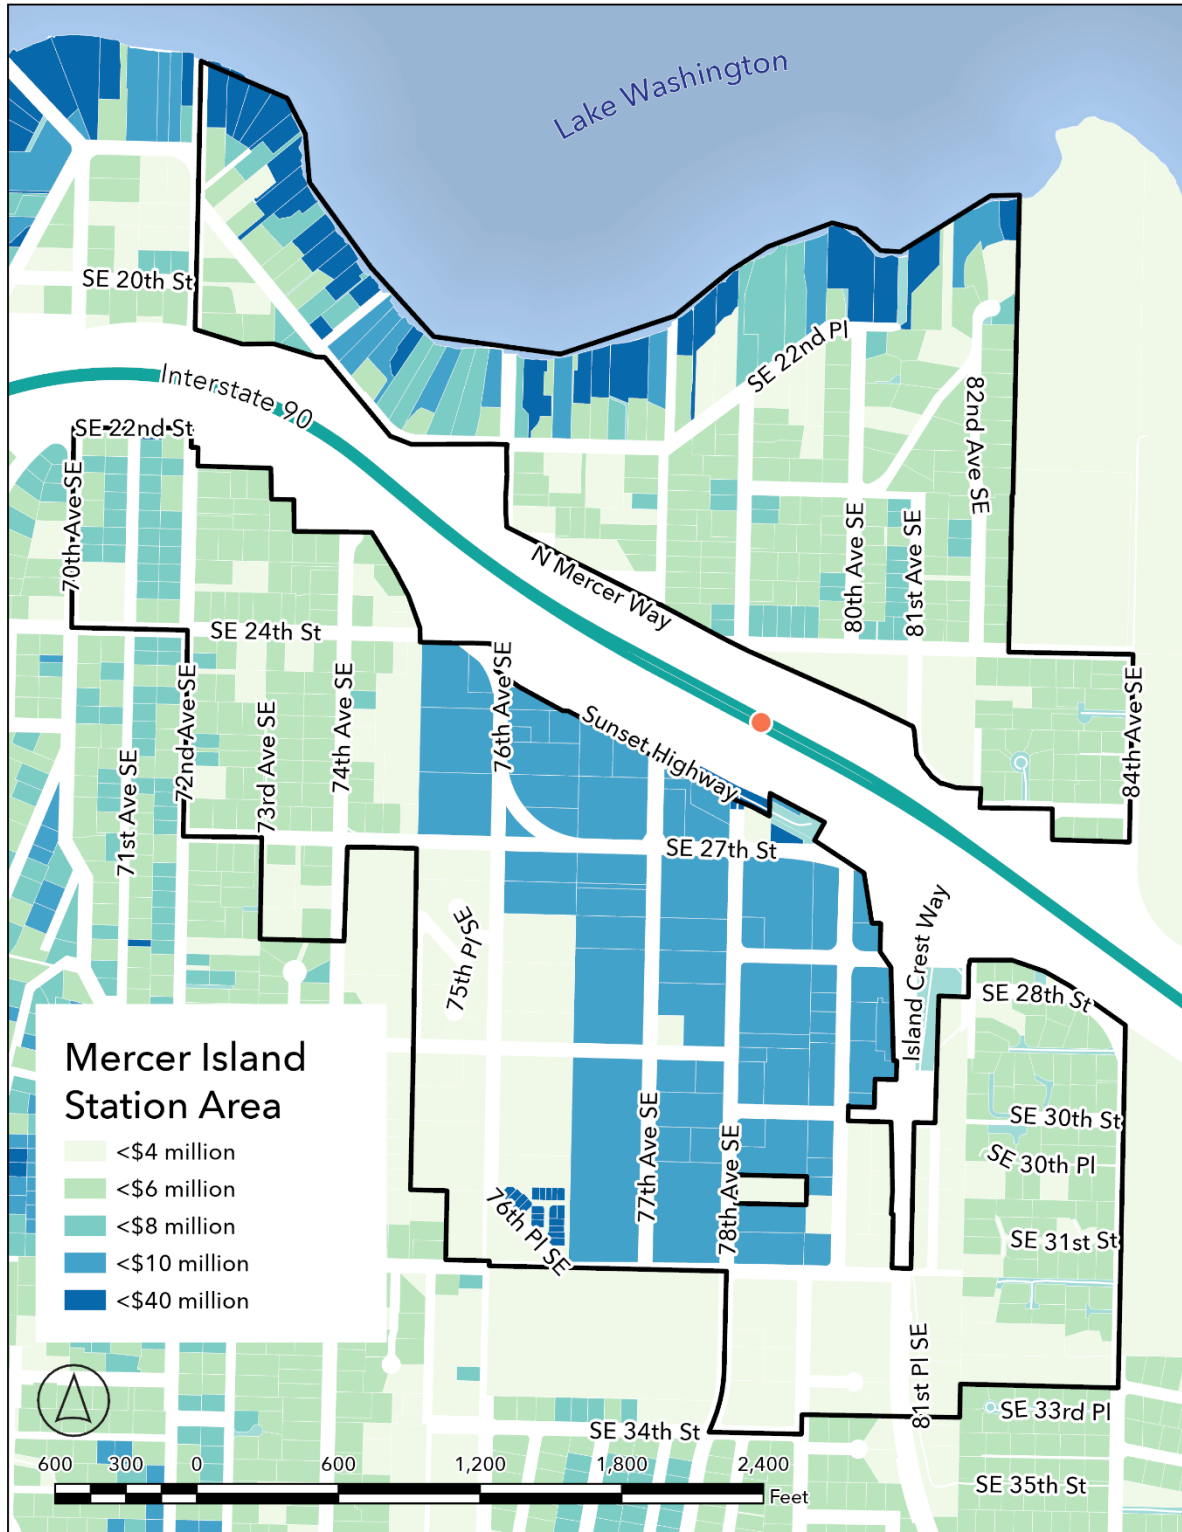 Lake Washington
SE 20th St
SE 22nd Pl
Interstate 90
82nd Ave SE
SE 22nd St
70th Ave SE
80th Ave SE
81st Ave SE
N Mercer Way
SE 24th St
76th Ave SE
72nd Ave SE
74th Ave SE
84th Ave SE
73rd Ave SE
Sunset Highway
71st Ave SE
SE 27th St
75th Pl SE
Island Crest Way
SE 28th St
Mercer Island
Station Area
<$4 million
<$6 million
<$8 million
<$10 million
<$40 million
77th Ave SE
78th Ave SE
SE 30th St
SE 30th Pl
76th Pl SE
SE 31st St
81st Pl SE
SE 33rd Pl
SE 34th St
SE 35th St
600 300 0 600 1,200 1,800 2,400
Feet